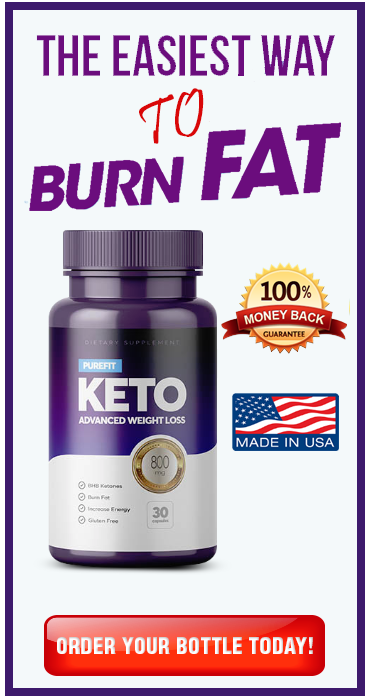 THE EASIEST WAY
TO
BURN FAT
100%
MONEY BACK
GUARANTEE
DIETARY SUPPLEMENT
PUREFIT
KETO
ADVANCED WEIGHT LOSS
MADE IN USA
800
mg
BHB Ketones
Burn Fat
Increase Energy
Gluten Free
30
capsules
ORDER YOUR BOTTLE TODAY!